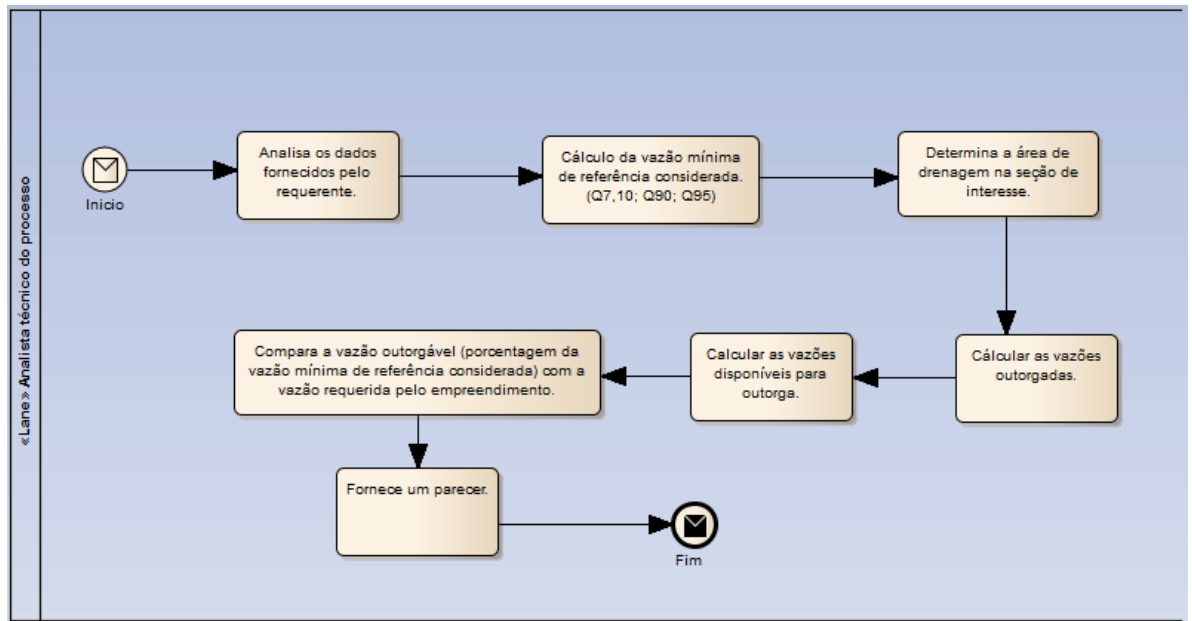 «Lane» Analista técnico do processo
Inicio
Analisa os dados
fornecidos pelo
requerente.
Cálculo da vazão mínima
de referência considerada.
(Q7,10; Q90; Q95)
Determina a área de
drenagem na seção de
interesse.
Cálcular as vazões
outorgadas.
Calcular as vazões
disponíveis para
outorga.
Compara a vazão outorgável (porcentagem da
vazão mínima de referência considerada) com a
vazão requerida pelo empreendimento.
Fornece um parecer.
Fim